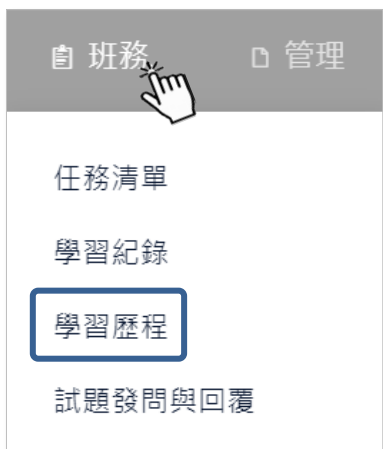 班務 管理
任務清單
學習紀錄
學習歷程
試題發問與回覆